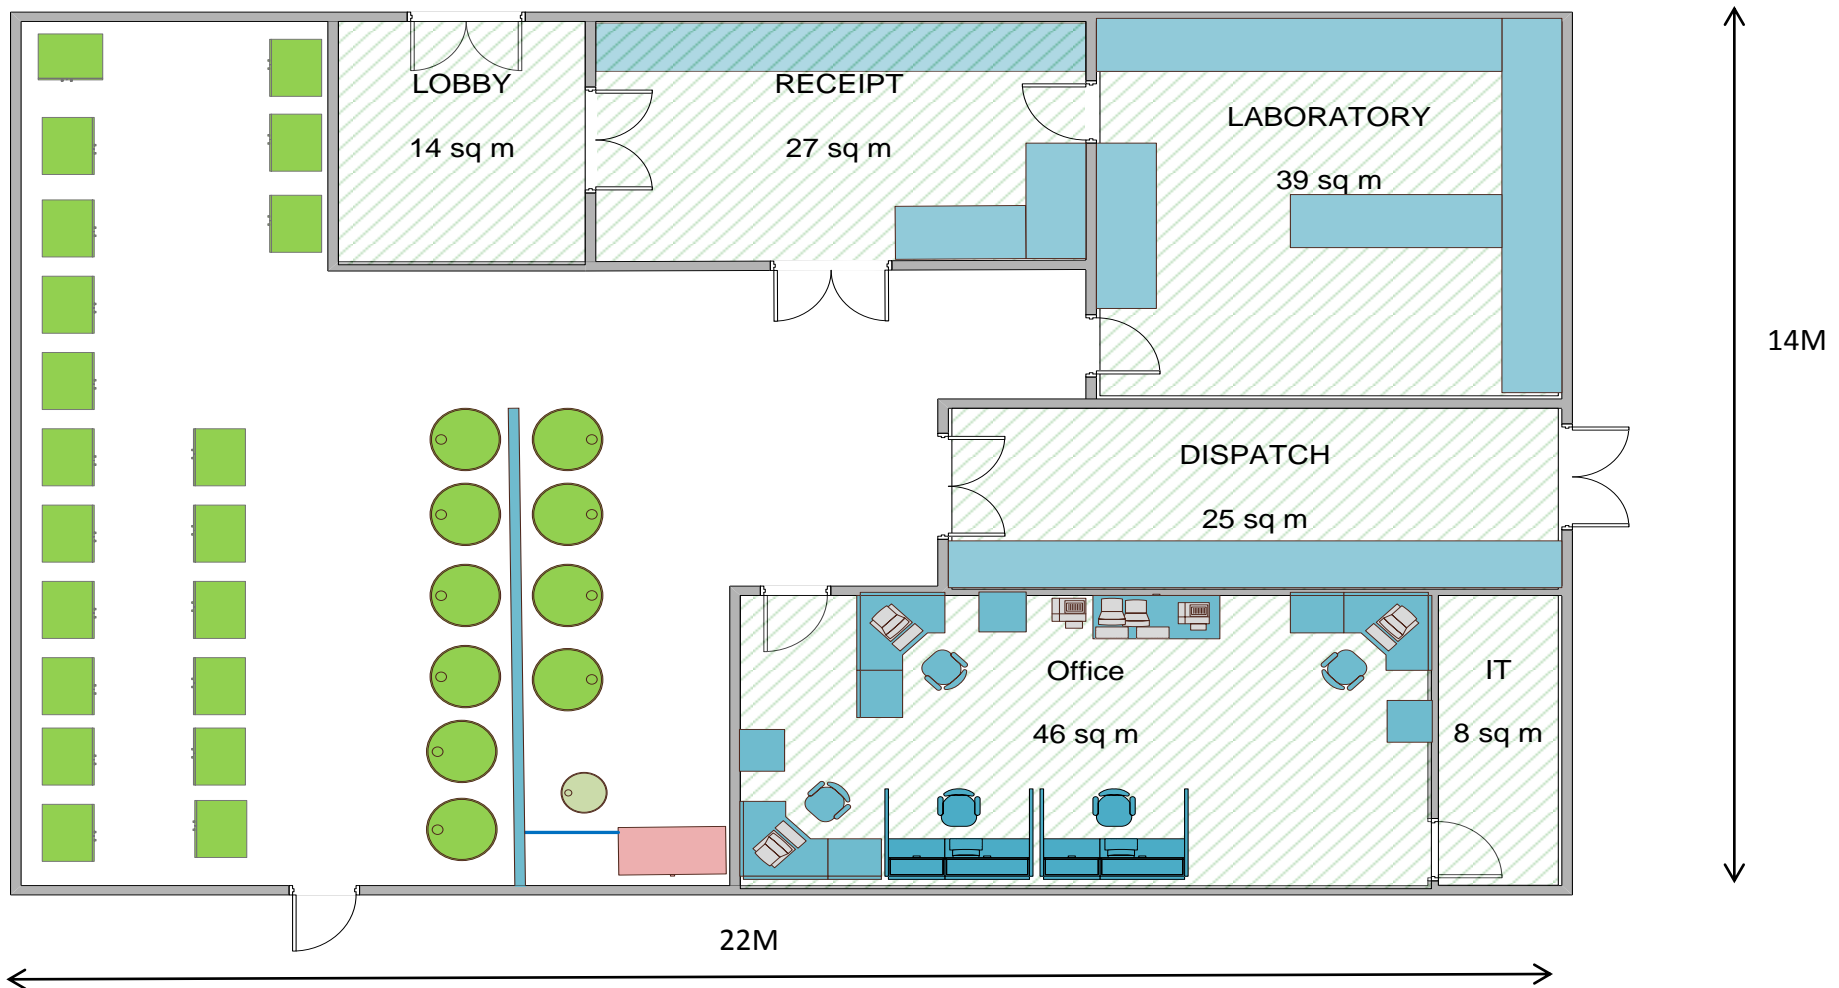 LOBBY
14 sq m
RECEIPT
27 sq m
LABORATORY
39 sq m
14M
DISPATCH
25 sq m
Office
46 sq m
IT
8 sq m
22M